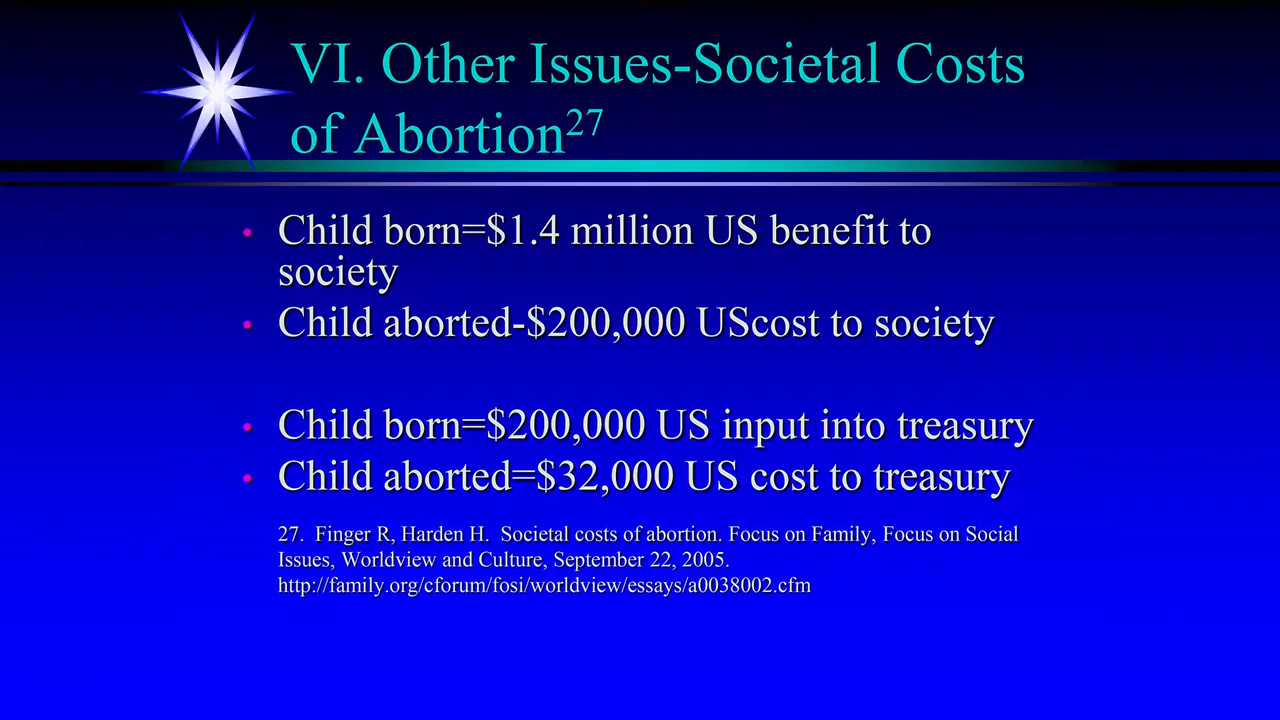 VI. Other Issues-Societal Costs
of Abortion27
• Child born=$1.4 million US benefit to
society
• Child aborted-$200,000 UScost to society
• Child born=$200,000 US input into treasury
• Child aborted=$32,000 US cost to treasury
27. Finger R, Harden H. Societal costs of abortion. Focus on Family, Focus on Social
Issues, Worldview and Culture, September 22, 2005.
http://family.org/cforum/fosi/worldview/essays/a0038002.cfm